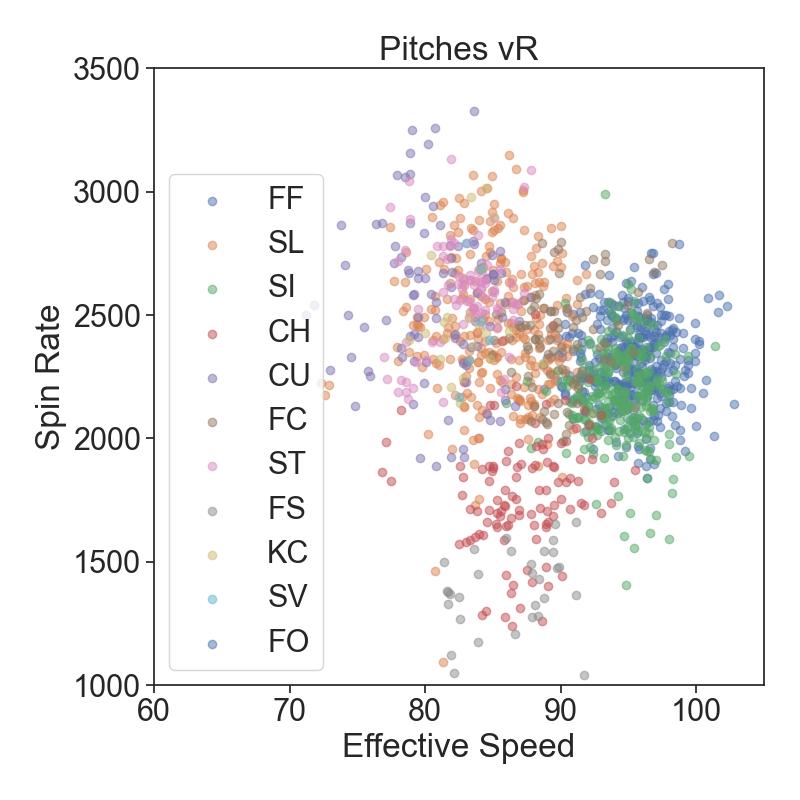 Pitches vR
3500
3000
2500
2000
1500
1000
Spin Rate
FF
SL
SI
CH
CU
FC
ST
FS
KC
SV
FO
60 70 80 90 100
Effective Speed